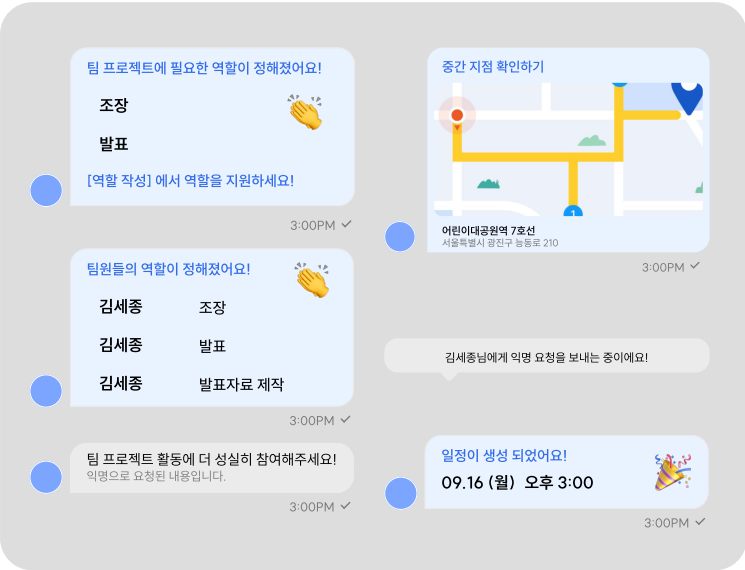 팀 프로젝트에 필요한 역할이 정해졌어요!
조장
발표
[역할 작성] 에서 역할을 지원하세요!
3:00PM
팀원들의 역할이 정해졌어요!
김세종 조장
김세종 발표
김세종 발표자료 제작
3:00PM
팀 프로젝트 활동에 더 성실히 참여해주세요!
익명으로 요청된 내용입니다.
3:00PM
중간 지점 확인하기
1
어린이대공원역 7호선
서울특별시 광진구 능동로 210
3:00PM
김세종님에게 익명 요청을 보내는 중이에요!
일정이 생성 되었어요!
09.16 (월) 오후 3:00
3:00PM